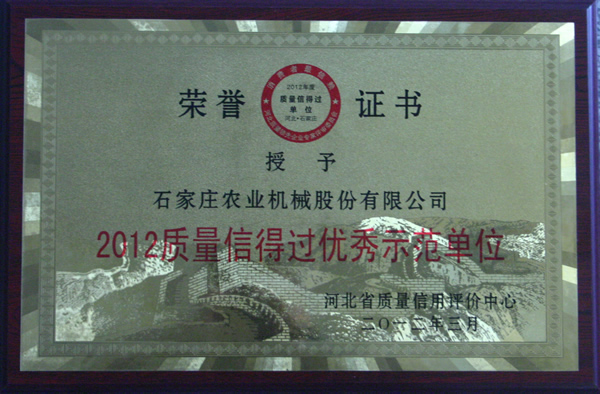 荣誉 证书
2012年度
质量信得过
单位
河北·石家庄
授予
石家庄农业机械股份有限公司
2012质量信得过优秀示范单位
河北省质量信用评价中心
二〇一二年三月